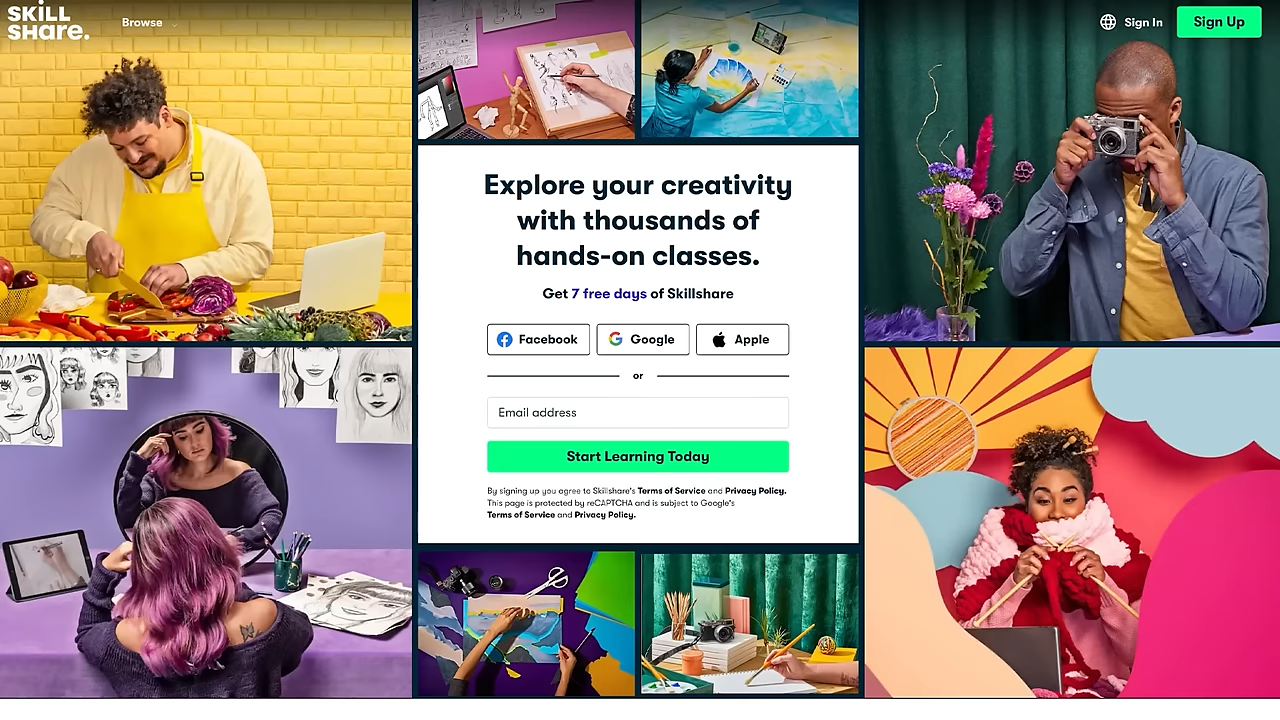 SKILL
SHARE.
Browse
Sign In
Sign Up
Explore your creativity
with thousands of
hands-on classes.
Get 7 free days of Skillshare
Facebook
Google
Apple
or
Email address
Start Learning Today
By signing up you agree to Skillshare's Terms of Service and Privacy Policy.
This page is protected by reCAPTCHA and is subject to Google's
Terms of Service and Privacy Policy.